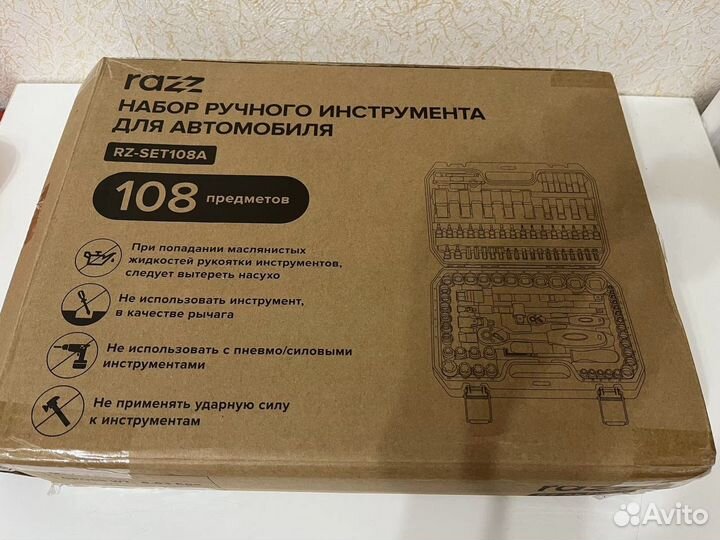 razz
НАБОР РУЧНОГО ИНСТРУМЕНТА
ДЛЯ АВТОМОБИЛЯ
RZ-SET108A
108 предметов
При попадании маслянистых
жидкостей рукоятки инструментов,
следует вытереть насухо
Не использовать инструмент,
в качестве рычага
Не использовать с пневмо/силовыми
инструментами
Не применять ударную силу
к инструментам
razz
Avito